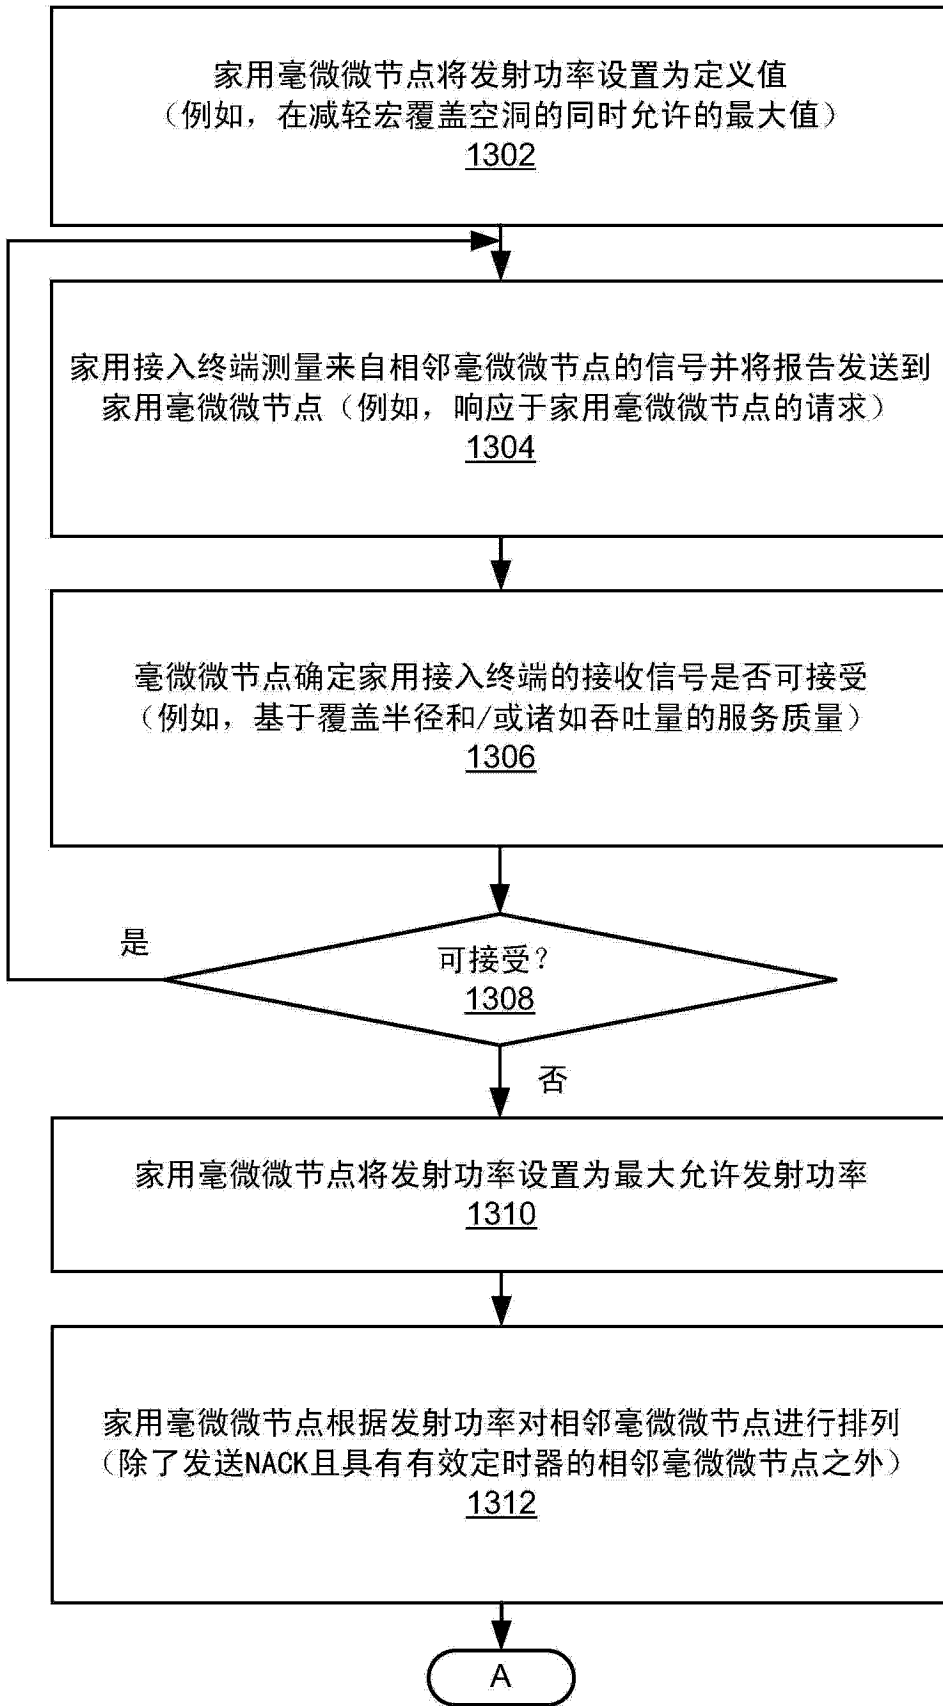 家用毫微微节点将发射功率设置为定义值
（例如，在减轻宏覆盖空洞的同时允许的最大值）
1302
家用接入终端测量来自相邻毫微微节点的信号并将报告发送到
家用毫微微节点（例如，响应于家用毫微微节点的请求）
1304
毫微微节点确定家用接入终端的接收信号是否可接受
（例如，基于覆盖半径和/或诸如吞吐量的服务质量）
1306
是
可接受？
1308
否
家用毫微微节点将发射功率设置为最大允许发射功率
1310
家用毫微微节点根据发射功率对相邻毫微微节点进行排列
（除了发送NACK且具有有效定时器的相邻毫微微节点之外）
1312
A